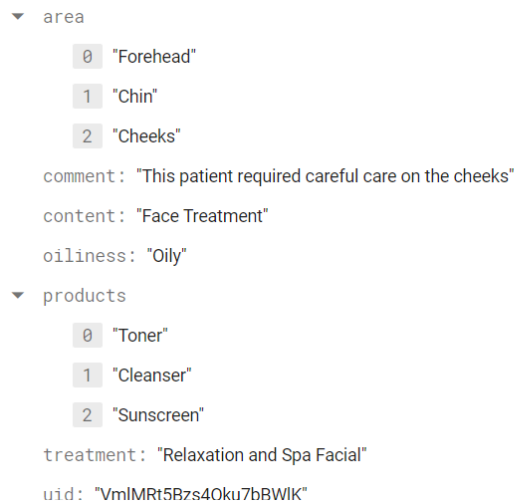 area
0 "Forehead"
1 "Chin"
2 "Cheeks"
comment: "This patient required careful care on the cheeks"
content: "Face Treatment"
oiliness: "Oily"
products
0 "Toner"
1 "Cleanser"
2 "Sunscreen"
treatment: "Relaxation and Spa Facial"
uid: "VmlMRt5Bzs4Oku7bBWlK"